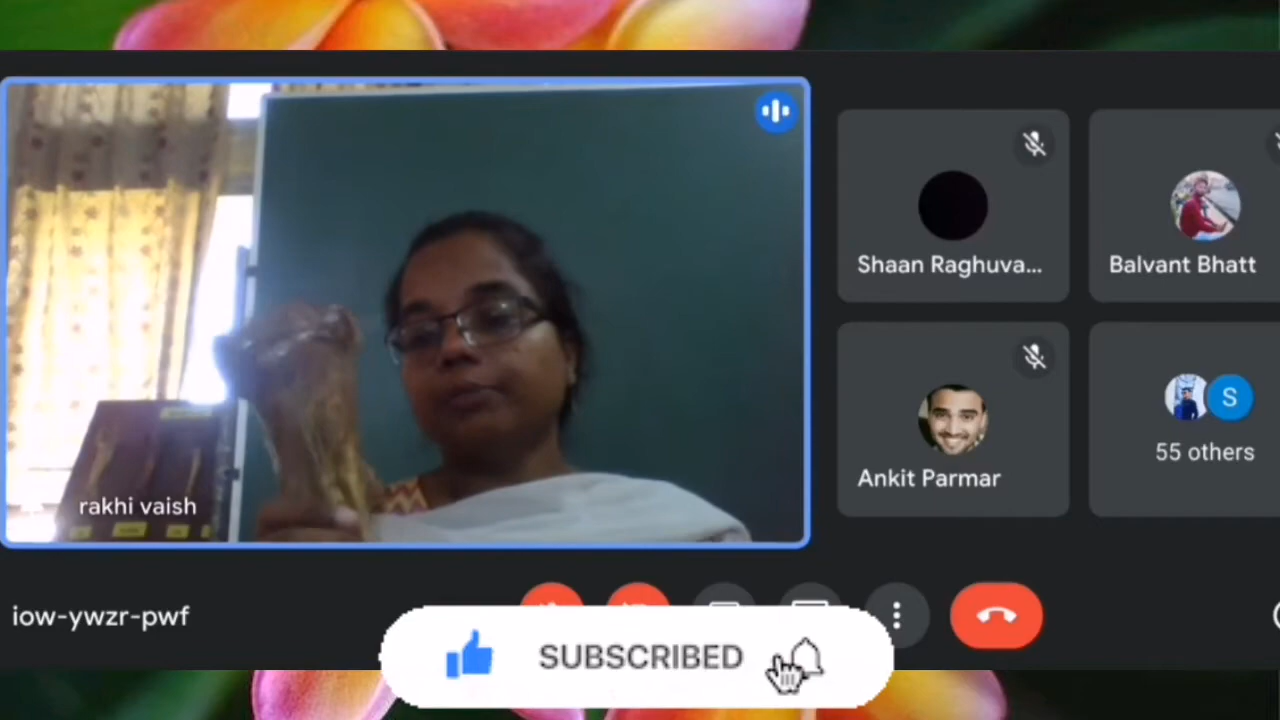 Shaan Raghuva...
Balvant Bhatt
Ankit Parmar
S
55 others
rakhi vaish
iow-ywzr-pwf
SUBSCRIBED